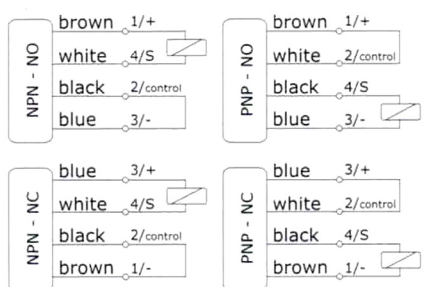 NPN - NO
brown 1/+
white 4/S
black 2/control
blue 3/-
PNP - NO
brown 1/+
white 2/control
black 4/S
blue 3/-
NPN - NC
blue 3/+
white 4/S
black 2/control
brown 1/-
PNP - NC
blue 3/+
white 2/control
black 4/S
brown 1/-